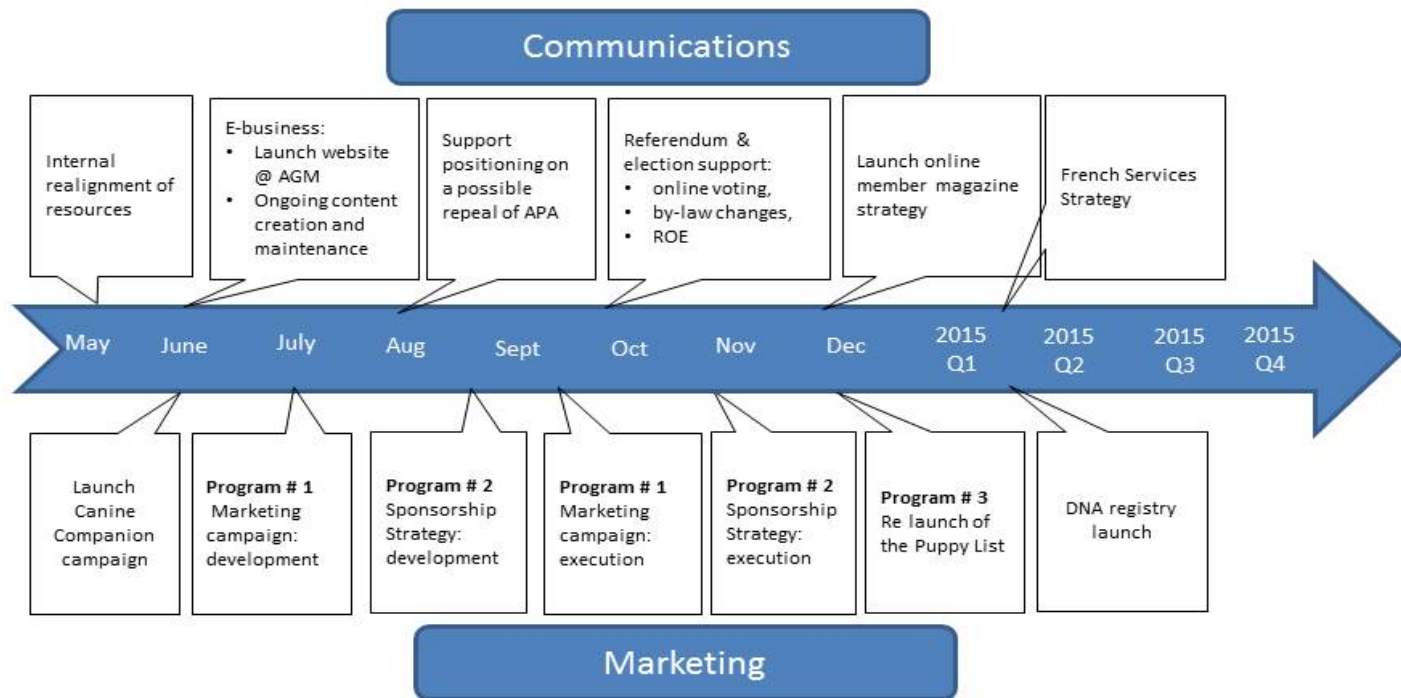 Communications
Internal
realignment of
resources
E-business:
• Launch website
@ AGM
• Ongoing content
creation and
maintenance
Support
positioning on
a possible
repeal of APA
Referendum &
election support:
• online voting,
• by-law changes,
• ROE
Launch online
member magazine
strategy
French Services
Strategy
May
June
July
Aug
Sept
Oct
Nov
Dec
2015
Q1
2015
Q2
2015
Q3
2015
Q4
Launch
Canine
Companion
campaign
Program # 1
Marketing
campaign:
development
Program # 2
Sponsorship
Strategy:
development
Program # 1
Marketing
campaign:
execution
Program # 2
Sponsorship
Strategy:
execution
Program # 3
Re launch of
the Puppy List
DNA registry
launch
Marketing